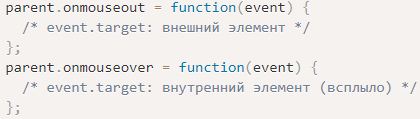 parent.onmouseout = function(event) {
  /* event.target: внешний элемент */
};
parent.onmouseover = function(event) {
  /* event.target: внутренний элемент (всплыло) */
};